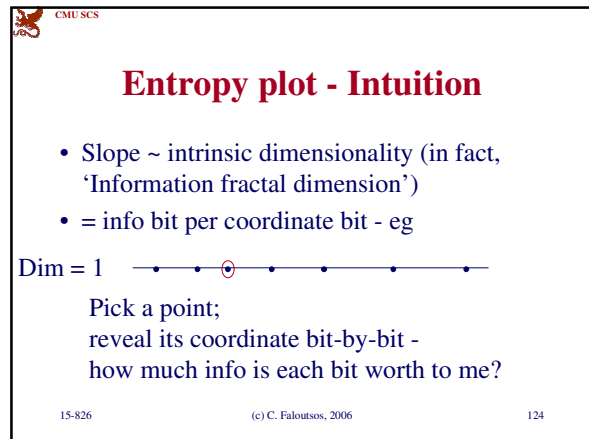 CMU SCS
Entropy plot - Intuition
• Slope ~ intrinsic dimensionality (in fact,
‘Information fractal dimension’)
• = info bit per coordinate bit - eg
Dim = 1
Pick a point;
reveal its coordinate bit-by-bit -
how much info is each bit worth to me?
15-826 (c) C. Faloutsos, 2006 124